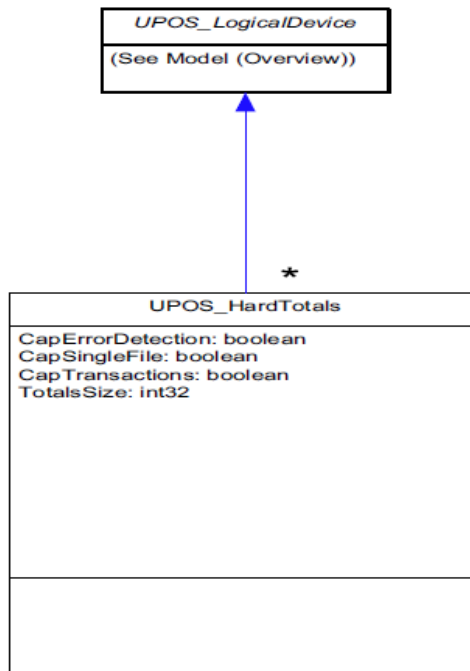 UPOS_LogicalDevice
(See Model (Overview))
*
UPOS_HardTotals
CapErrorDetection: boolean
CapSingleFile: boolean
CapTransactions: boolean
TotalsSize: int32